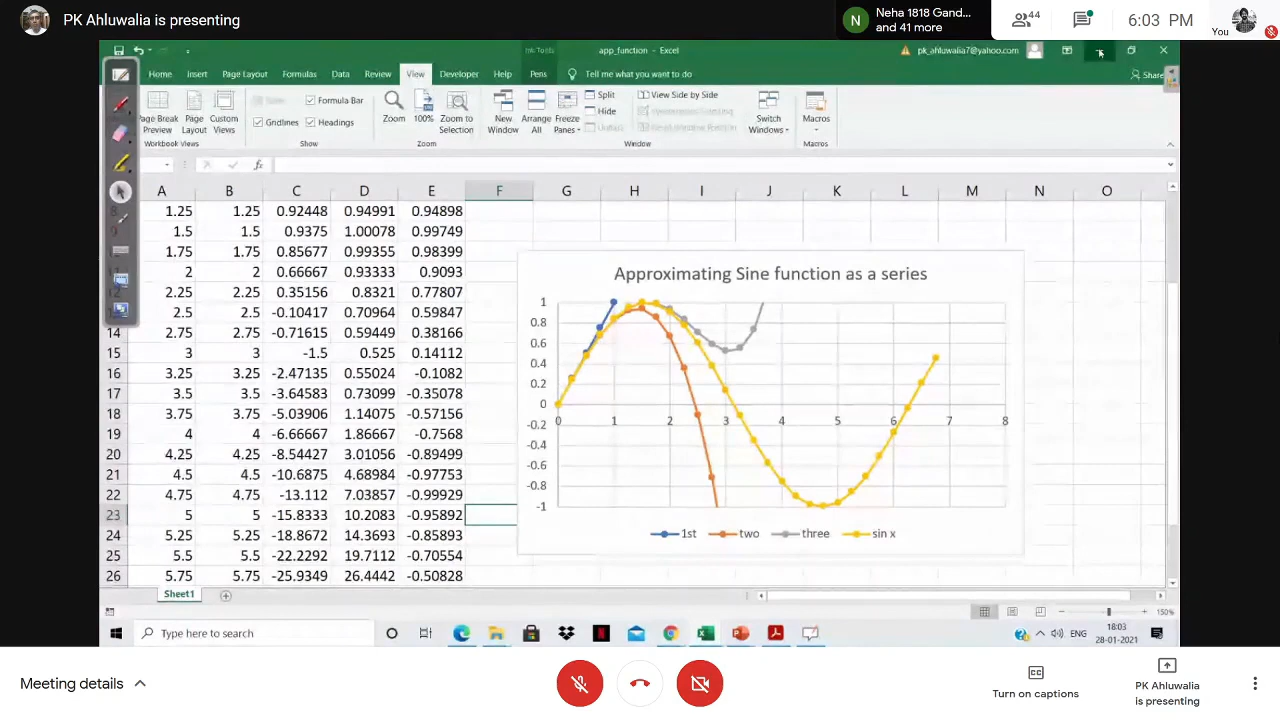 PK Ahluwalia is presenting
N
Neha 1818 Gand...
and 41 more
44
6:03 PM
You
Ink Tools
app_function - Excel
pk_ahluwalia7@yahoo.com
Home Insert Page Layout Formulas Data Review View Developer Help Pens Tell me what you want to do
Share
Page Break Preview
Page Layout
Custom Views
Workbook Views
Formula Bar
Gridlines
Headings
Show
Zoom
100%
Zoom to Selection
Zoom
New Window
Arrange All
Freeze Panes
Split
Hide
View Side by Side
Window
Switch Windows
Macros
Macros
fx
A B C D E F G H I J K L M N O
8 1.25 1.25 0.92448 0.94991 0.94898
9 1.5 1.5 0.9375 1.00078 0.99749
1.75 1.75 0.85677 0.99355 0.98399
11 2 2 0.66667 0.93333 0.9093
12 2.25 2.25 0.35156 0.8321 0.77807
2.5 2.5 -0.10417 0.70964 0.59847
14 2.75 2.75 -0.71615 0.59449 0.38166
15 3 3 -1.5 0.525 0.14112
16 3.25 3.25 -2.47135 0.55024 -0.1082
17 3.5 3.5 -3.64583 0.73099 -0.35078
18 3.75 3.75 -5.03906 1.14075 -0.57156
19 4 4 -6.66667 1.86667 -0.7568
20 4.25 4.25 -8.54427 3.01056 -0.89499
21 4.5 4.5 -10.6875 4.68984 -0.97753
22 4.75 4.75 -13.112 7.03857 -0.99929
23 5 5 -15.8333 10.2083 -0.95892
24 5.25 5.25 -18.8672 14.3693 -0.85893
25 5.5 5.5 -22.2292 19.7112 -0.70554
26 5.75 5.75 -25.9349 26.4442 -0.50828
Approximating Sine function as a series
1
0.8
0.6
0.4
0.2
0
-0.2
-0.4
-0.6
-0.8
-1
0 1 2 3 4 5 6 7 8
1st two three sin x
Sheet1
150%
Type here to search
ENG
18:03
28-01-2021
Meeting details
Turn on captions
PK Ahluwalia
is presenting